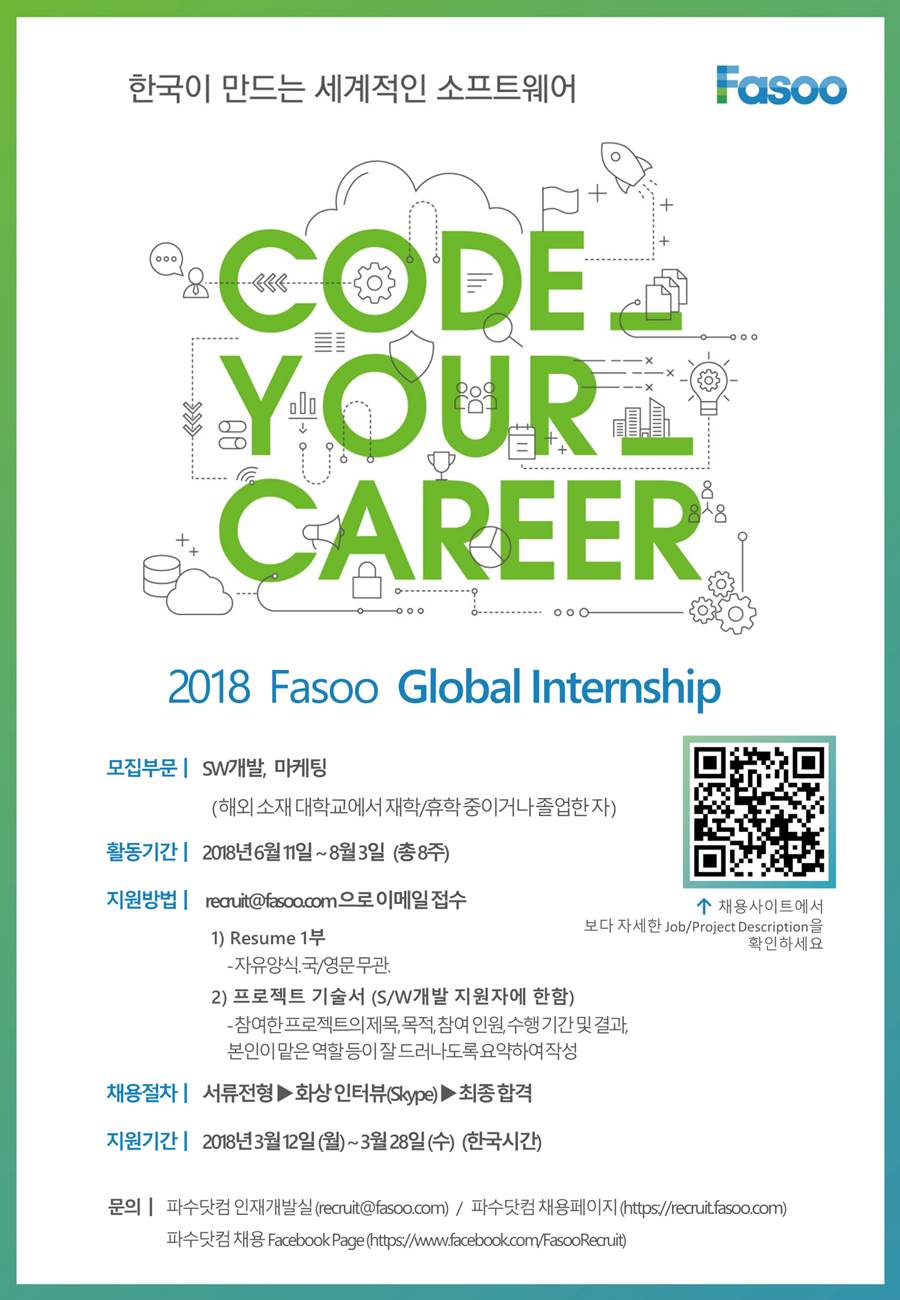 한국이 만드는 세계적인 소프트웨어
Fasoo
CODE_
YOUR_
CAREER
2018 Fasoo Global Internship
모집부문 | SW개발, 마케팅
(해외 소재 대학교에서 재학/휴학 중이거나 졸업한 자)
활동기간 | 2018년 6월 11일 ~ 8월 3일 (총 8주)
지원방법 | recruit@fasoo.com 으로 이메일 접수
1) Resume 1부
- 자유양식. 국/영문 무관.
2) 프로젝트 기술서 (S/W개발 지원자에 한함)
- 참여한 프로젝트의 제목, 목적, 참여 인원, 수행 기간 및 결과,
본인이 맡은 역할 등이 잘 드러나도록 요약하여 작성
↑ 채용사이트에서
보다 자세한 Job/Project Description을
확인하세요
채용절차 | 서류전형 ▶ 화상 인터뷰(Skype) ▶ 최종 합격
지원기간 | 2018년 3월 12일 (월) ~ 3월 28일 (수) (한국시간)
문의 | 파수닷컴 인재개발실 (recruit@fasoo.com) / 파수닷컴 채용페이지 (https://recruit.fasoo.com)
파수닷컴 채용 Facebook Page (https://www.facebook.com/FasooRecruit)